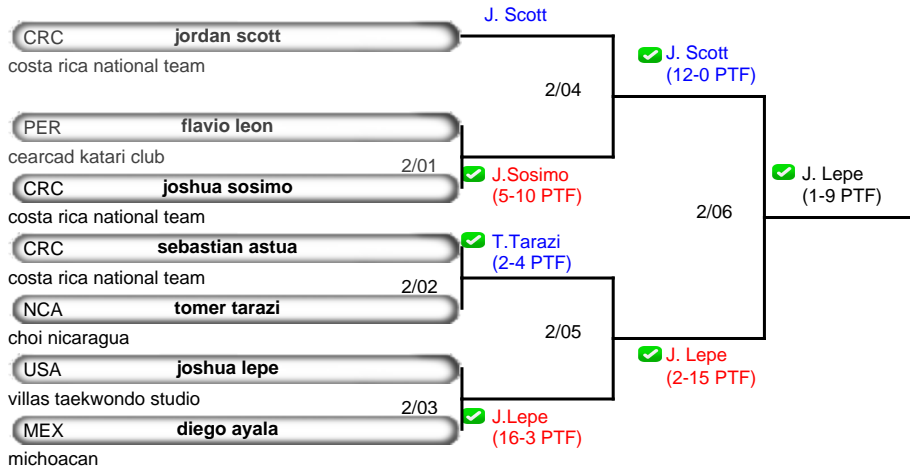 J. Scott
CRC jordan scott
costa rica national team
J. Scott
(12-0 PTF)
2/04
PER flavio leon
cearcad katari club
2/01
J.Sosimo
(5-10 PTF)
CRC joshua sosimo
costa rica national team
J. Lepe
(1-9 PTF)
2/06
CRC sebastian astua
costa rica national team
T.Tarazi
(2-4 PTF)
2/02
NCA tomer tarazi
choi nicaragua
2/05
USA joshua lepe
villas taekwondo studio
J. Lepe
(2-15 PTF)
2/03
J.Lepe
(16-3 PTF)
MEX diego ayala
michoacan